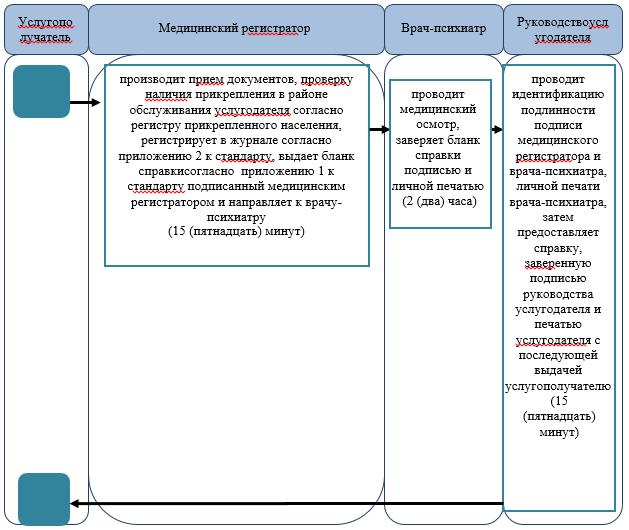 Услугопо
лучатель
Медицинский регистратор
Врач-психиатр
Руководствоусл
угодателя
производит прием документов, проверку
наличия прикрепления в районе
обслуживания услугодателя согласно
регистру прикрепленного населения,
регистрирует в журнале согласно
приложению 2 к стандарту, выдает бланк
справкисогласно приложению 1 к
стандарту подписанный медицинским
регистратором и направляет к врачу-
психиатру
(15 (пятнадцать) минут)
проводит
медицинский
осмотр,
заверяет бланк
справки
подписью и
личной печатью
(2 (два) часа)
проводит
идентификацию
подлинности
подписи
медицинского
регистратора и
врача-психиатра,
личной печати
врача-психиатра,
затем
предоставляет
справку,
заверенную
подписью
руководства
услугодателя и
печатью
услугодателя с
последующей
выдачей
услугополучателю
(15
(пятнадцать)
минут)